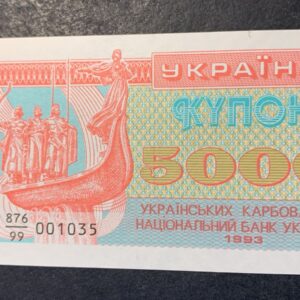 УКРАЇН
КУПОН
5000
УКРАЇНСЬКИХ КАРБОВ
НАЦІОНАЛЬНИЙ БАНК УК
1993
876/99 001035